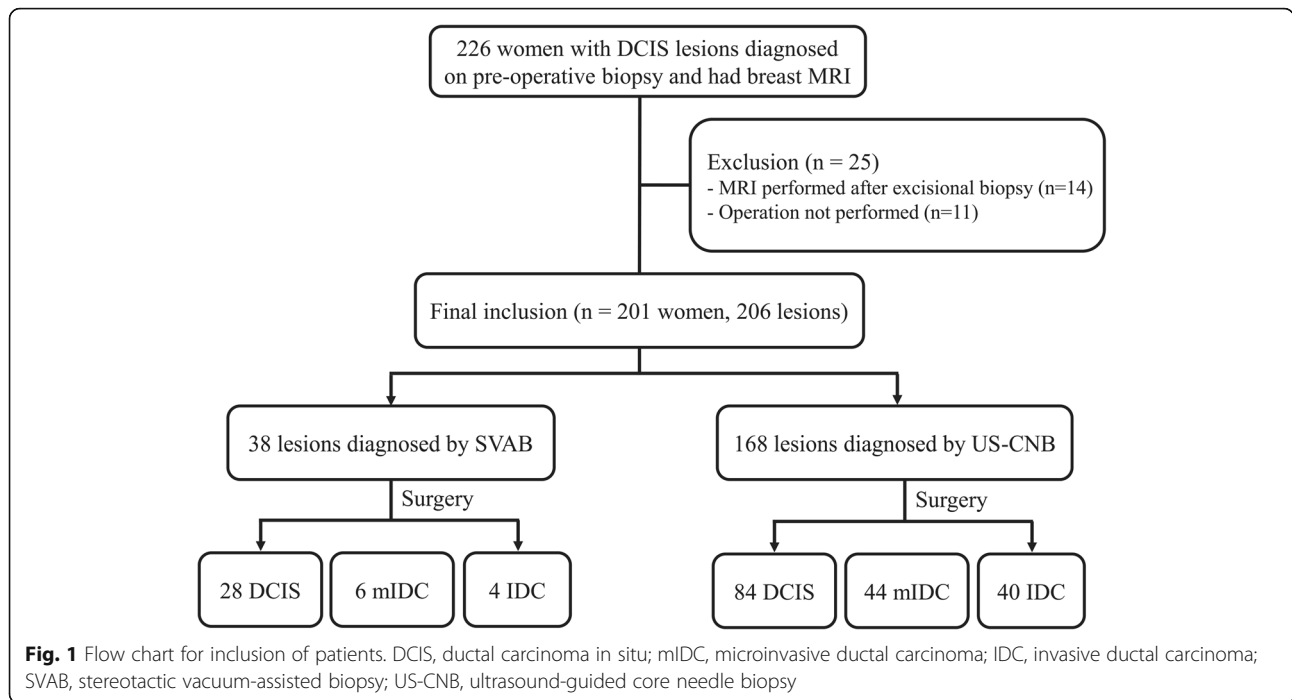 226 women with DCIS lesions diagnosed
on pre-operative biopsy and had breast MRI
Exclusion (n = 25)
- MRI performed after excisional biopsy (n=14)
- Operation not performed (n=11)
Final inclusion (n = 201 women, 206 lesions)
38 lesions diagnosed by SVAB
168 lesions diagnosed by US-CNB
Surgery
Surgery
28 DCIS
6 mIDC
4 IDC
84 DCIS
44 mIDC
40 IDC
Fig. 1 Flow chart for inclusion of patients. DCIS, ductal carcinoma in situ; mIDC, microinvasive ductal carcinoma; IDC, invasive ductal carcinoma;
SVAB, stereotactic vacuum-assisted biopsy; US-CNB, ultrasound-guided core needle biopsy